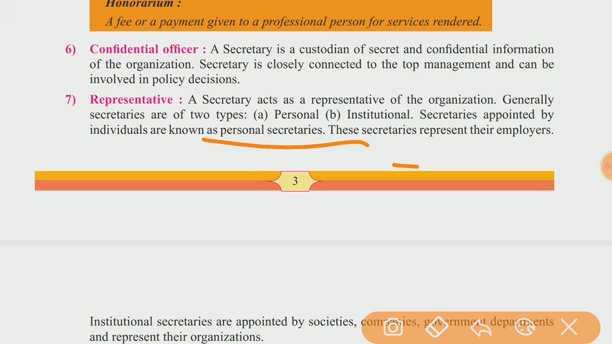 Honorarium :
A fee or a payment given to a professional person for services rendered.
6) Confidential officer : A Secretary is a custodian of secret and confidential information
of the organization. Secretary is closely connected to the top management and can be
involved in policy decisions.
7) Representative : A Secretary acts as a representative of the organization. Generally
secretaries are of two types: (a) Personal (b) Institutional. Secretaries appointed by
individuals are known as personal secretaries. These secretaries represent their employers.
3
Institutional secretaries are appointed by societies, companies, government departments
and represent their organizations.